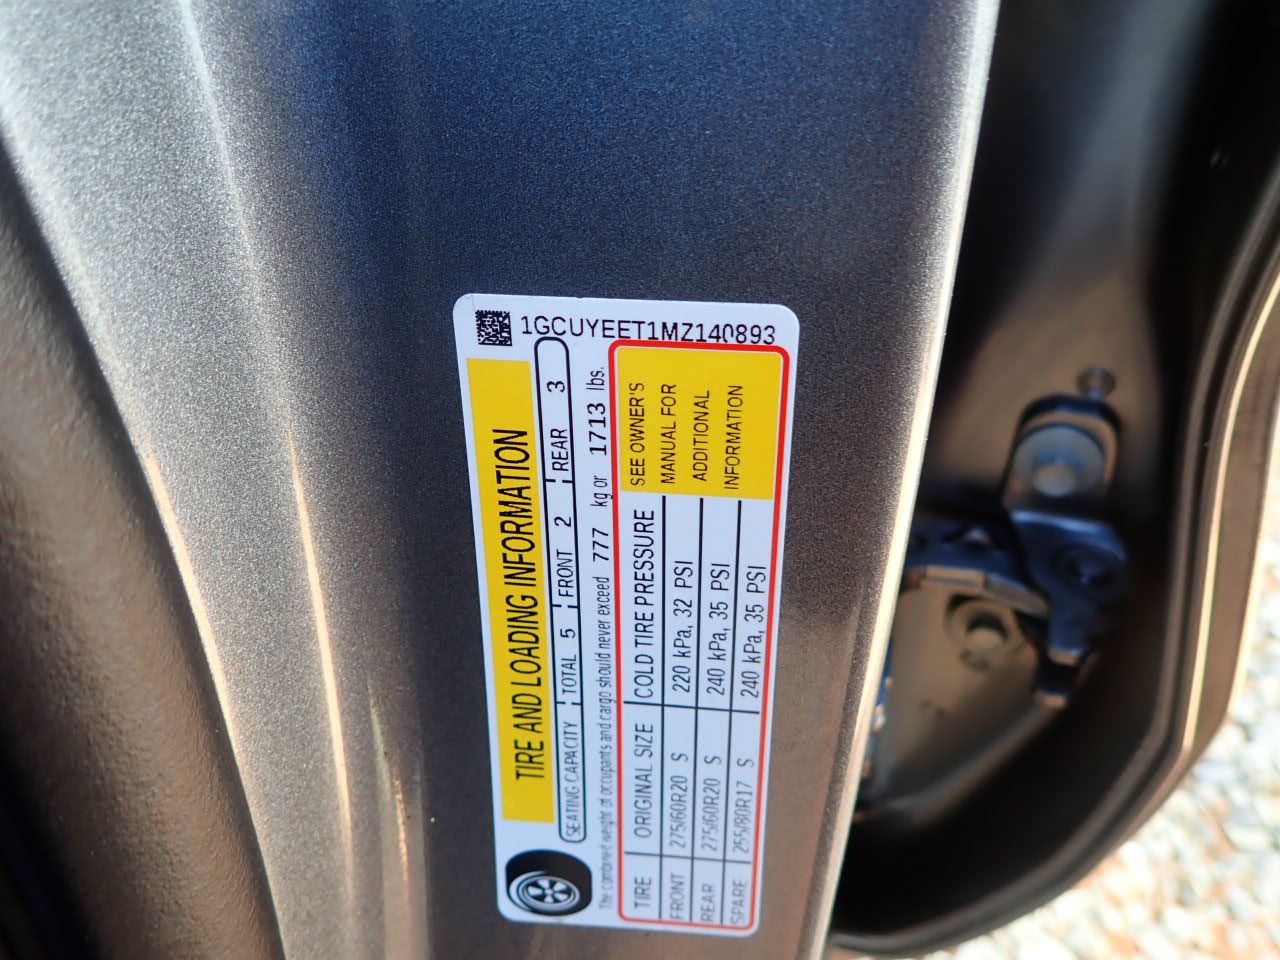 1GCUYEET1MZ140893
TIRE AND LOADING INFORMATION
SEATING CAPACITY TOTAL 5 FRONT 2 REAR 3
The combined weight of occupants and cargo should never exceed 777 kg or 1713 lbs.
TIRE ORIGINAL SIZE COLD TIRE PRESSURE
FRONT 275/60R20 S 220 kPa, 32 PSI
REAR 275/60R20 S 240 kPa, 35 PSI
SPARE 255/80R17 S 240 kPa, 35 PSI
SEE OWNER'S
MANUAL FOR
ADDITIONAL
INFORMATION